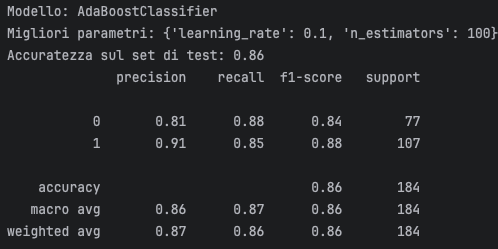 Modello: AdaBoostClassifier
Migliori parametri: {'learning_rate': 0.1, 'n_estimators': 100}
Accuratezza sul set di test: 0.86
precision recall f1-score support
0 0.81 0.88 0.84 77
1 0.91 0.85 0.88 107
accuracy 0.86 184
macro avg 0.86 0.87 0.86 184
weighted avg 0.87 0.86 0.86 184